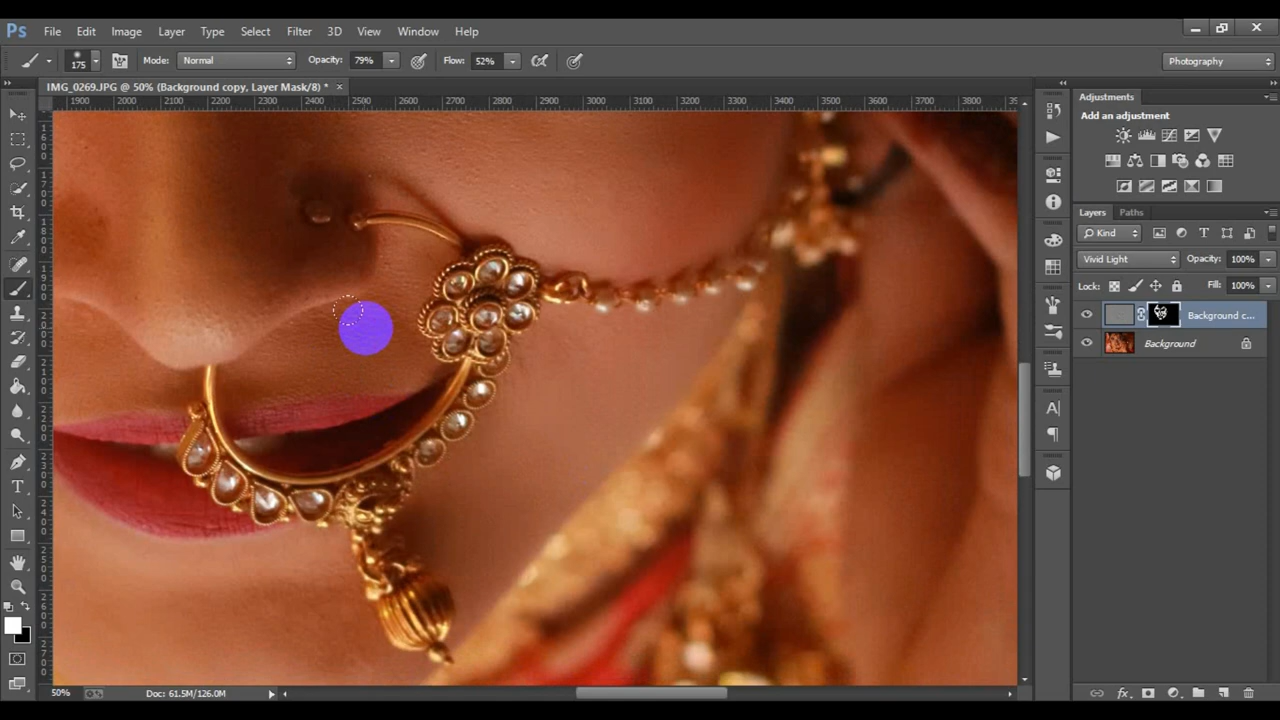 Ps File Edit Image Layer Type Select Filter 3D View Window Help
175 Mode: Normal Opacity: 79% Flow: 52% Photography
IMG_0269.JPG @ 50% (Background copy, Layer Mask/8) * ×
1900 2000 2100 2200 2300 2400 2500 2600 2700 2800 2900 3000 3100 3200 3300 3400 3500 3600 3700 3800
Adjustments
Add an adjustment
Layers Paths
Kind
Vivid Light Opacity: 100%
Lock: Fill: 100%
Background c...
Background
50% Doc: 61.5M/126.0M